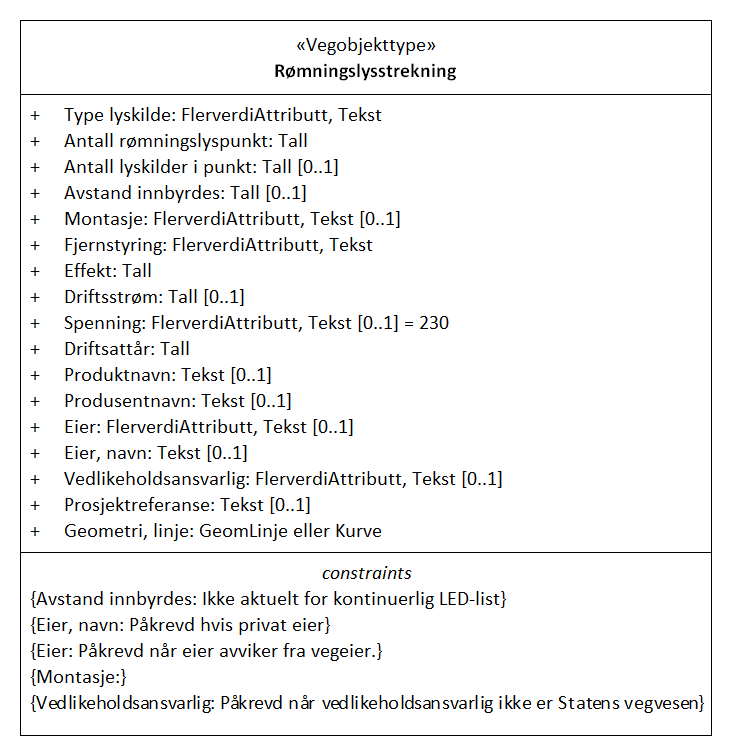 «Vegobjekttype»
Rømningslysstrekning
+ Type lyskilde: FlerverdiAttributt, Tekst
+ Antall rømningslyspunkt: Tall
+ Antall lyskilder i punkt: Tall [0..1]
+ Avstand innbyrdes: Tall [0..1]
+ Montasje: FlerverdiAttributt, Tekst [0..1]
+ Fjernstyring: FlerverdiAttributt, Tekst
+ Effekt: Tall
+ Driftsstrøm: Tall [0..1]
+ Spenning: FlerverdiAttributt, Tekst [0..1] = 230
+ Driftsattår: Tall
+ Produktnavn: Tekst [0..1]
+ Produsentnavn: Tekst [0..1]
+ Eier: FlerverdiAttributt, Tekst [0..1]
+ Eier, navn: Tekst [0..1]
+ Vedlikeholdsansvarlig: FlerverdiAttributt, Tekst [0..1]
+ Prosjektreferanse: Tekst [0..1]
+ Geometri, linje: GeomLinje eller Kurve
constraints
{Avstand innbyrdes: Ikke aktuelt for kontinuerlig LED-list}
{Eier, navn: Påkrevd hvis privat eier}
{Eier: Påkrevd når eier avviker fra vegeier.}
{Montasje:}
{Vedlikeholdsansvarlig: Påkrevd når vedlikeholdsansvarlig ikke er Statens vegvesen}